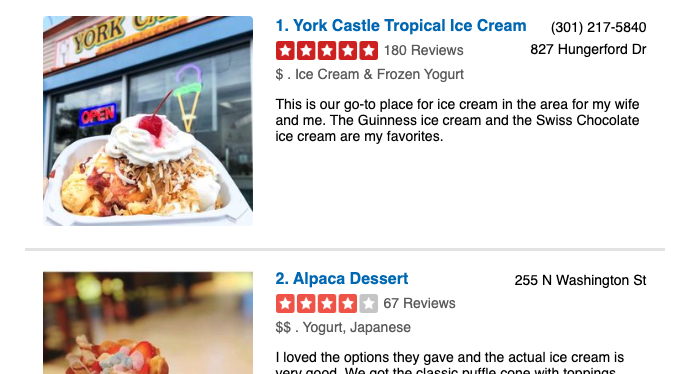 YORK CA
OPEN
1. York Castle Tropical Ice Cream
(301) 217-5840
180 Reviews
827 Hungerford Dr
$ . Ice Cream & Frozen Yogurt
This is our go-to place for ice cream in the area for my wife
and me. The Guinness ice cream and the Swiss Chocolate
ice cream are my favorites.
2. Alpaca Dessert
255 N Washington St
67 Reviews
$$ . Yogurt, Japanese
I loved the options they gave and the actual ice cream is
very good. We got the classic puffle cone with toppings